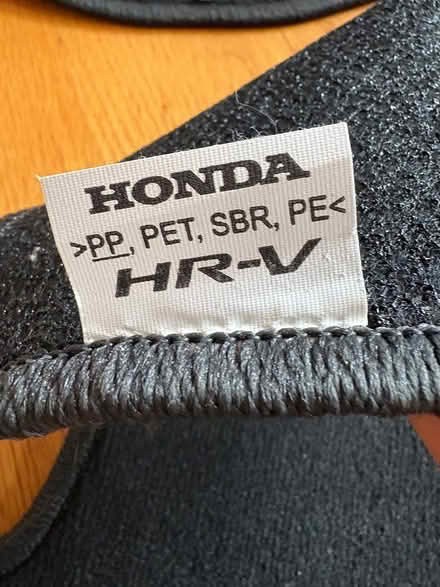 HONDA
>PP, PET, SBR, PE<
HR-V